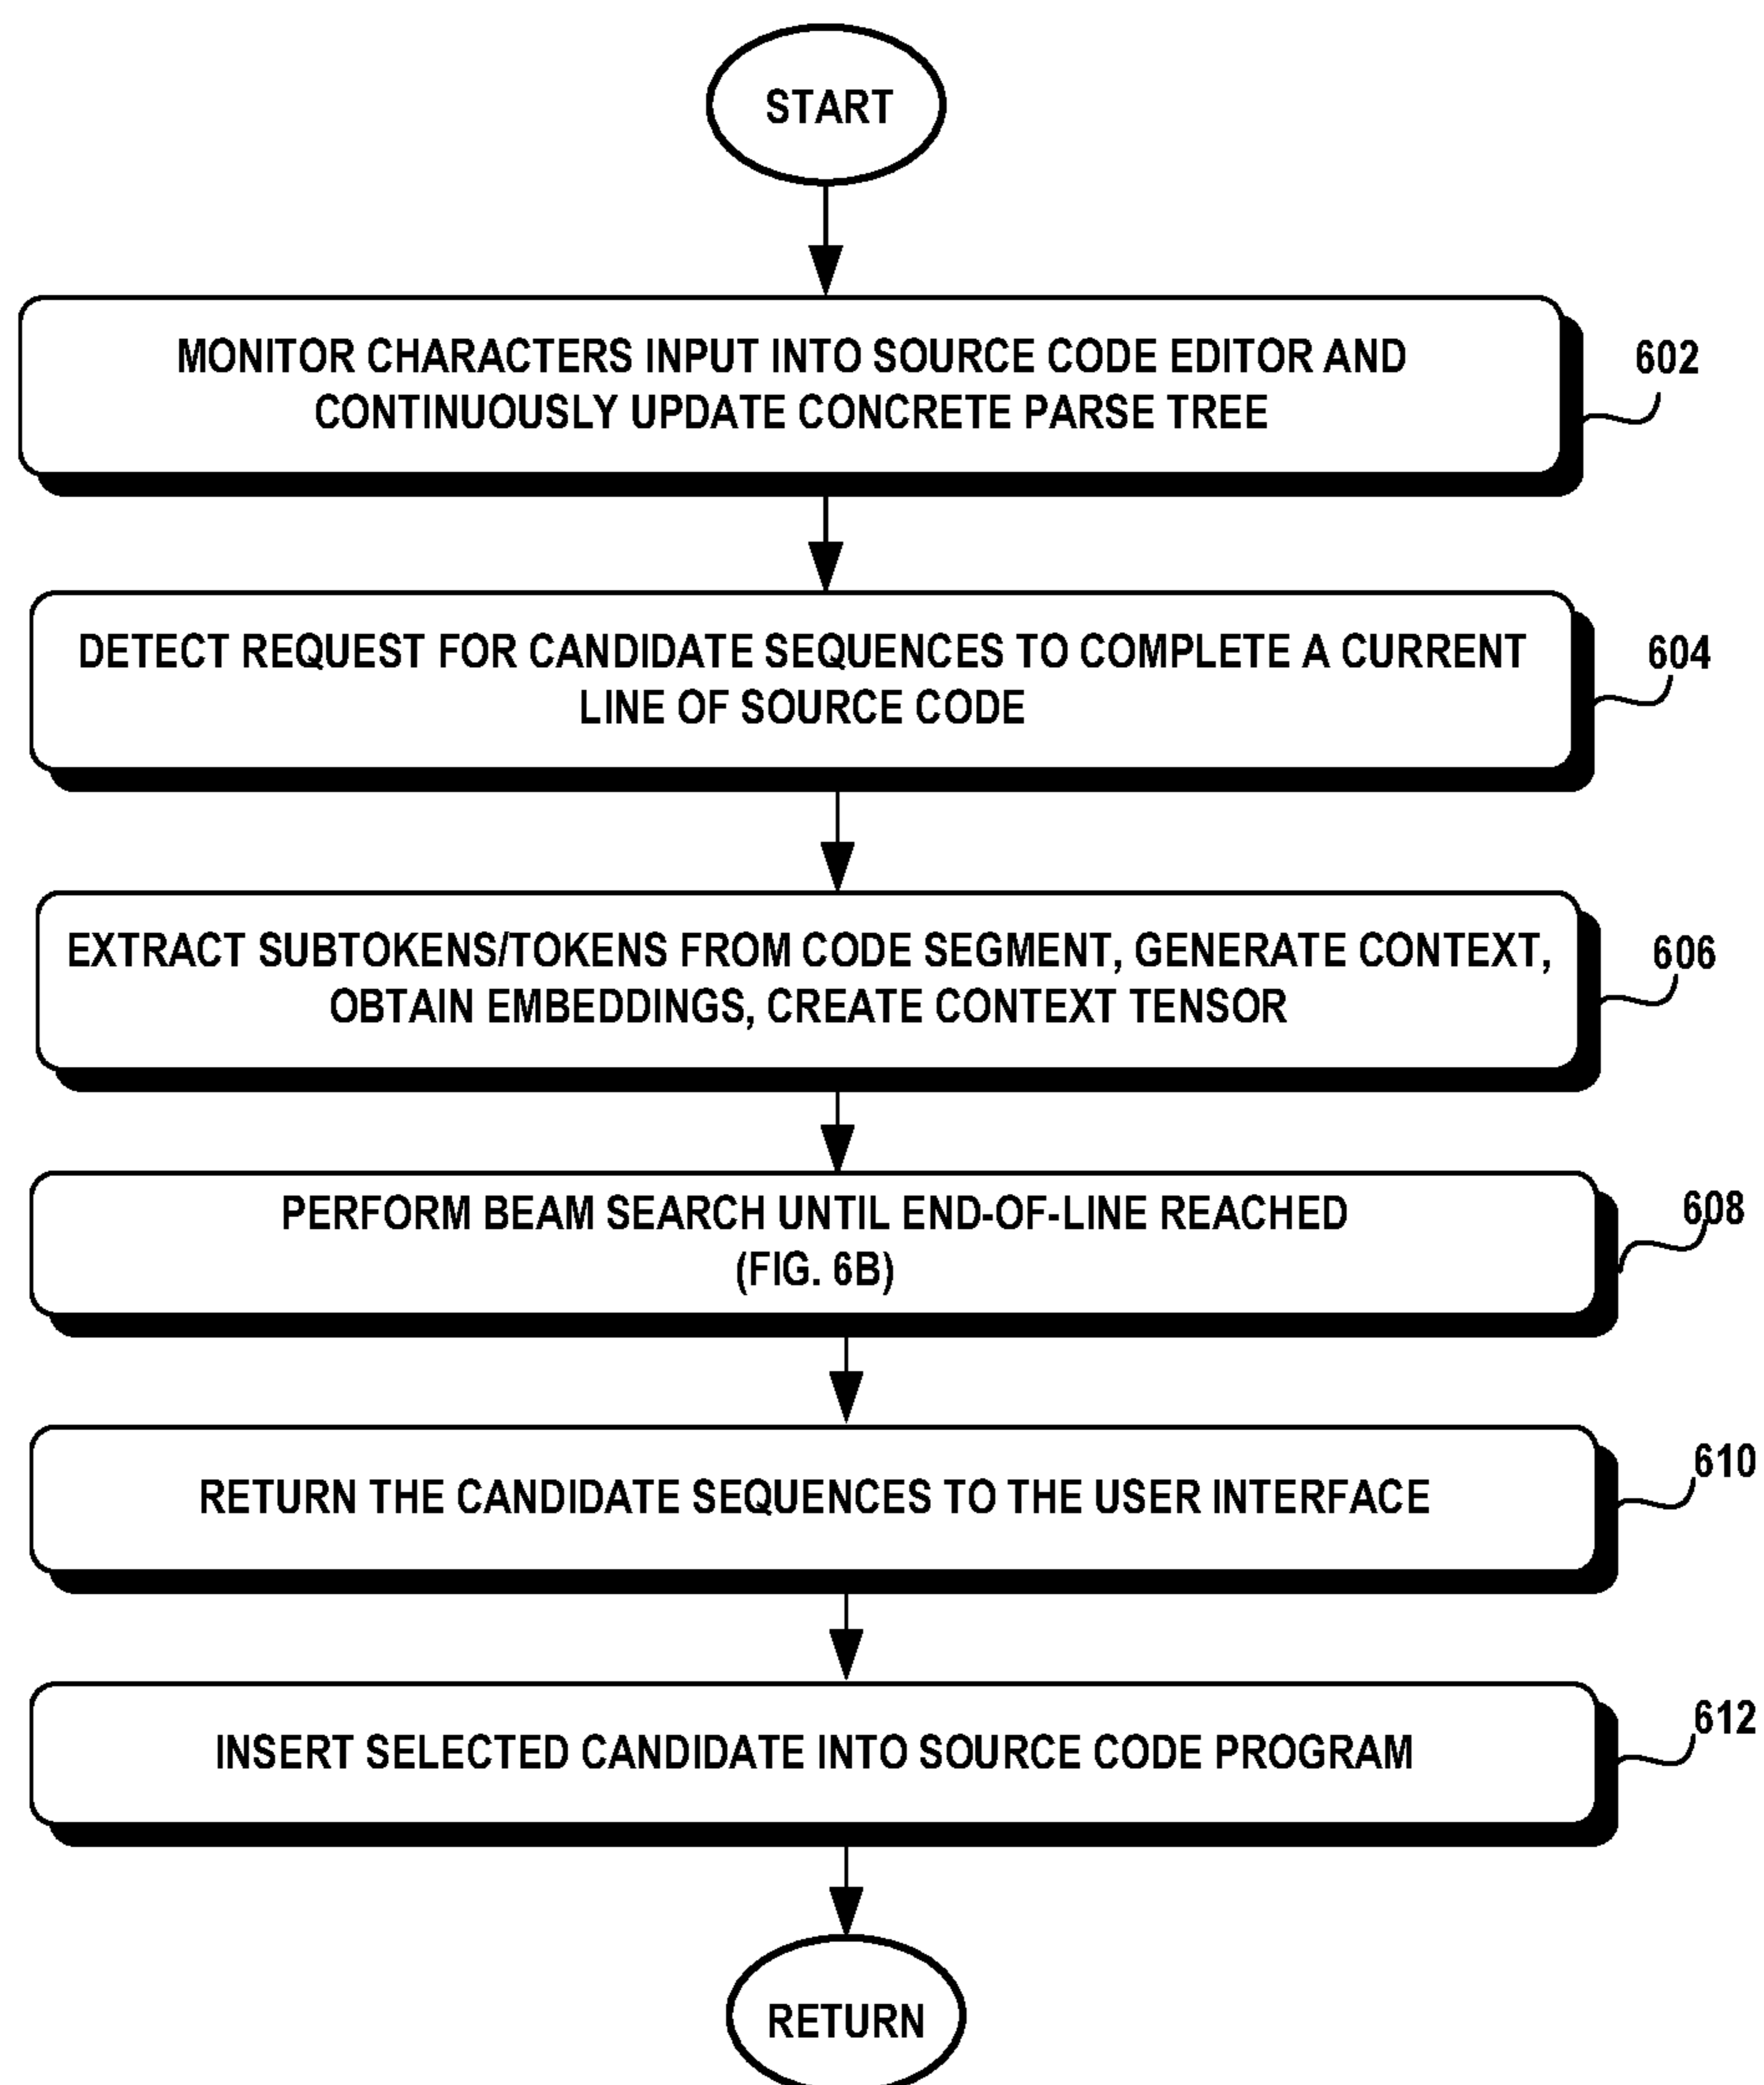 START
MONITOR CHARACTERS INPUT INTO SOURCE CODE EDITOR AND
CONTINUOUSLY UPDATE CONCRETE PARSE TREE
602
DETECT REQUEST FOR CANDIDATE SEQUENCES TO COMPLETE A CURRENT
LINE OF SOURCE CODE
604
EXTRACT SUBTOKENS/TOKENS FROM CODE SEGMENT, GENERATE CONTEXT,
OBTAIN EMBEDDINGS, CREATE CONTEXT TENSOR
606
PERFORM BEAM SEARCH UNTIL END-OF-LINE REACHED
(FIG. 6B)
608
RETURN THE CANDIDATE SEQUENCES TO THE USER INTERFACE
610
INSERT SELECTED CANDIDATE INTO SOURCE CODE PROGRAM
612
RETURN